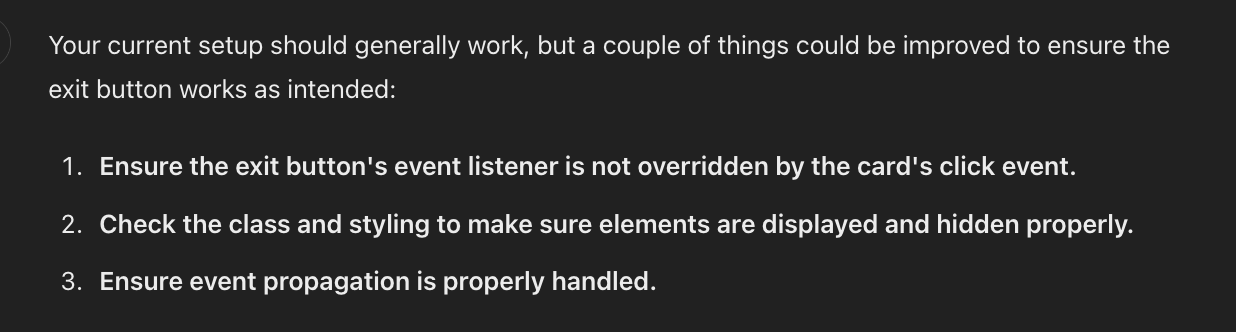 Your current setup should generally work, but a couple of things could be improved to ensure the
exit button works as intended:
1. Ensure the exit button's event listener is not overridden by the card's click event.
2. Check the class and styling to make sure elements are displayed and hidden properly.
3. Ensure event propagation is properly handled.